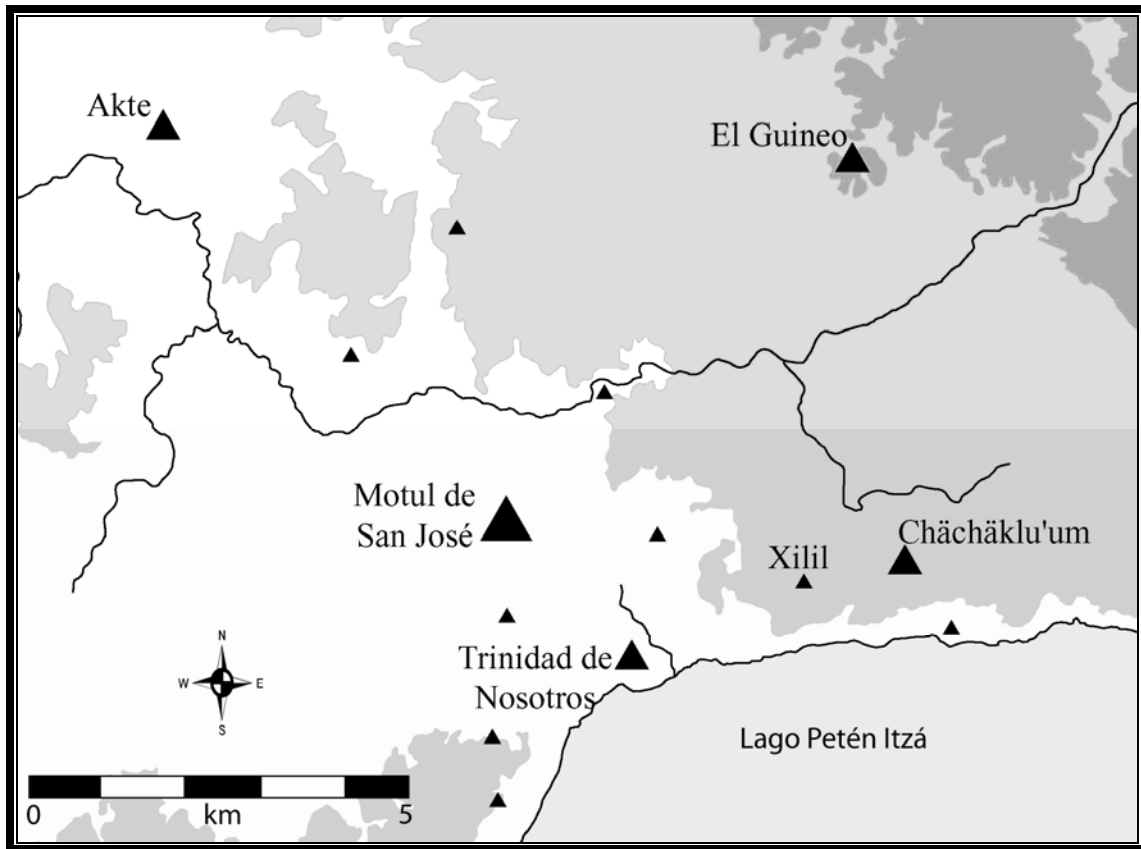 Akte
El Guineo
Motul de
San José
Chächäklu'um
Xilil
Trinidad de
Nosotros
N
W E
S
Lago Petén Itzá
0 km 5